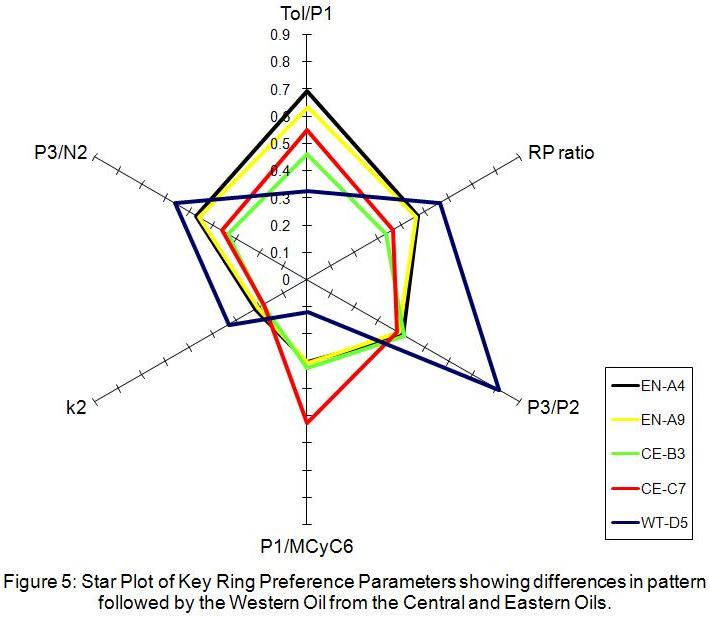 Tol/P1
0.9
0.8
0.7
0.6
0.5
0.4
0.3
0.2
0.1
0
P3/N2
RP ratio
k2
P3/P2
P1/MCyC6
EN-A4
EN-A9
CE-B3
CE-C7
WT-D5
Figure 5: Star Plot of Key Ring Preference Parameters showing differences in pattern
followed by the Western Oil from the Central and Eastern Oils.